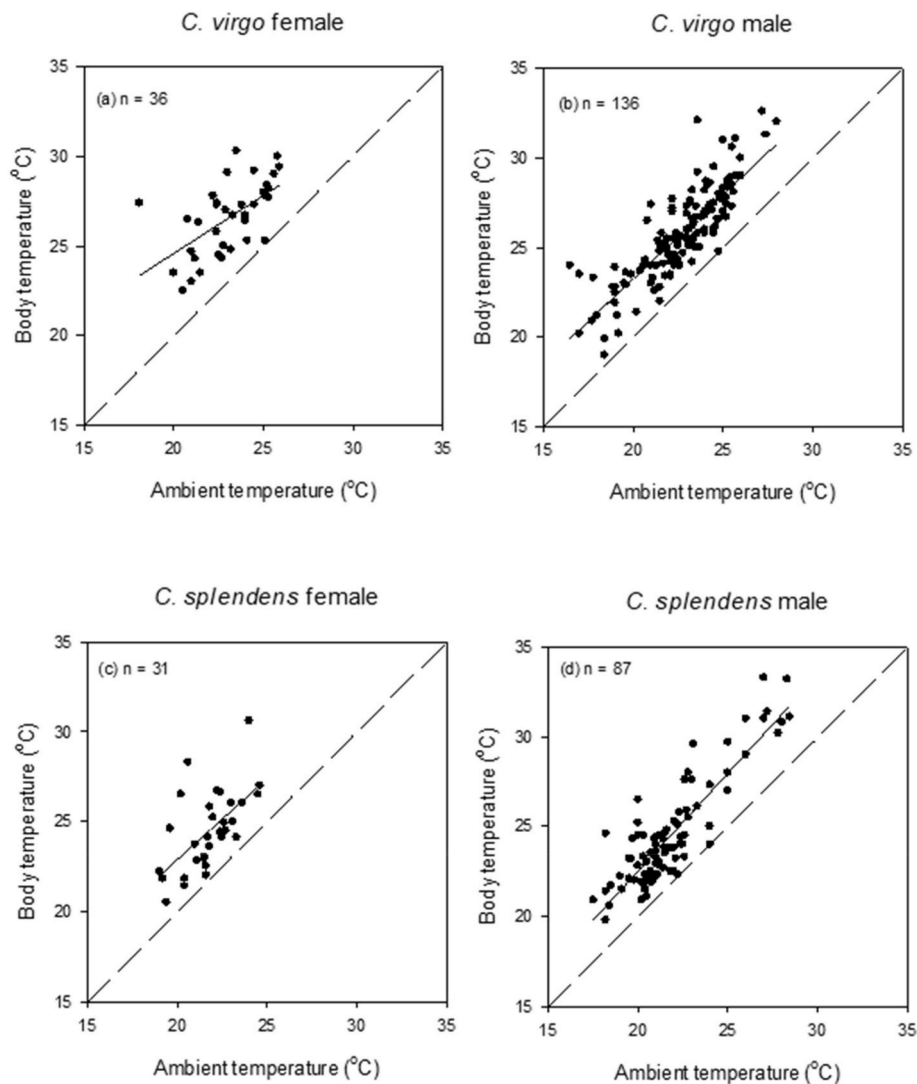 C. virgo female
C. virgo male
35
30
25
20
15
Body temperature (°C)
(a) n = 36
15 20 25 30 35
Ambient temperature (°C)
35
30
25
20
15
Body temperature (°C)
(b) n = 136
15 20 25 30 35
Ambient temperature (°C)
C. splendens female
C. splendens male
35
30
25
20
15
Body temperature (°C)
(c) n = 31
15 20 25 30 35
Ambient temperature (°C)
35
30
25
20
15
Body temperature (°C)
(d) n = 87
15 20 25 30 35
Ambient temperature (°C)